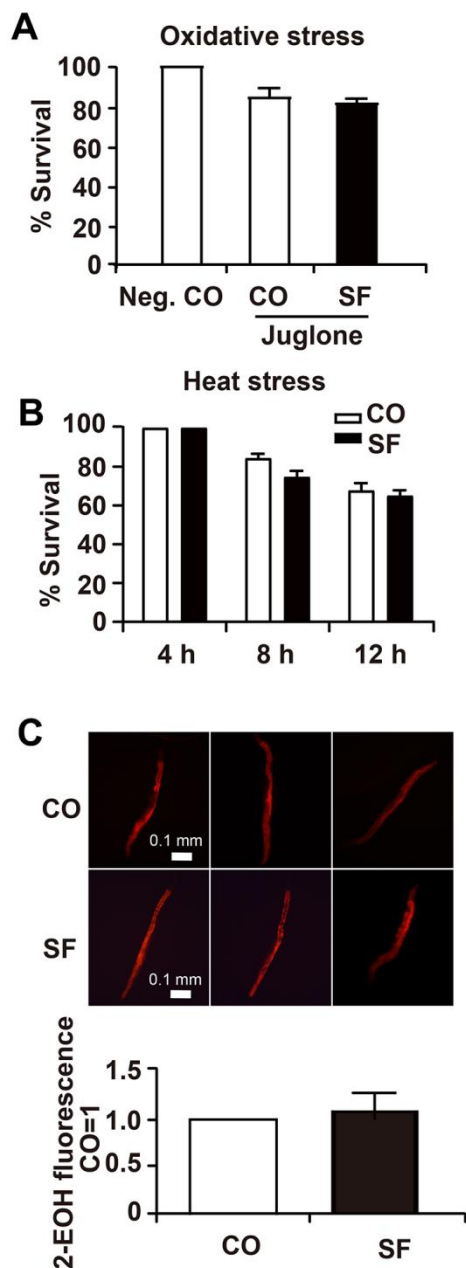 A
Oxidative stress
% Survival
100
80
60
40
20
0
Neg. CO CO SF
Juglone
Heat stress
B
CO
SF
% Survival
100
80
60
40
20
0
4 h 8 h 12 h
C
CO
0.1 mm
SF
0.1 mm
2-EOH fluorescence
CO=1
1.5
1.0
0.5
0
CO SF